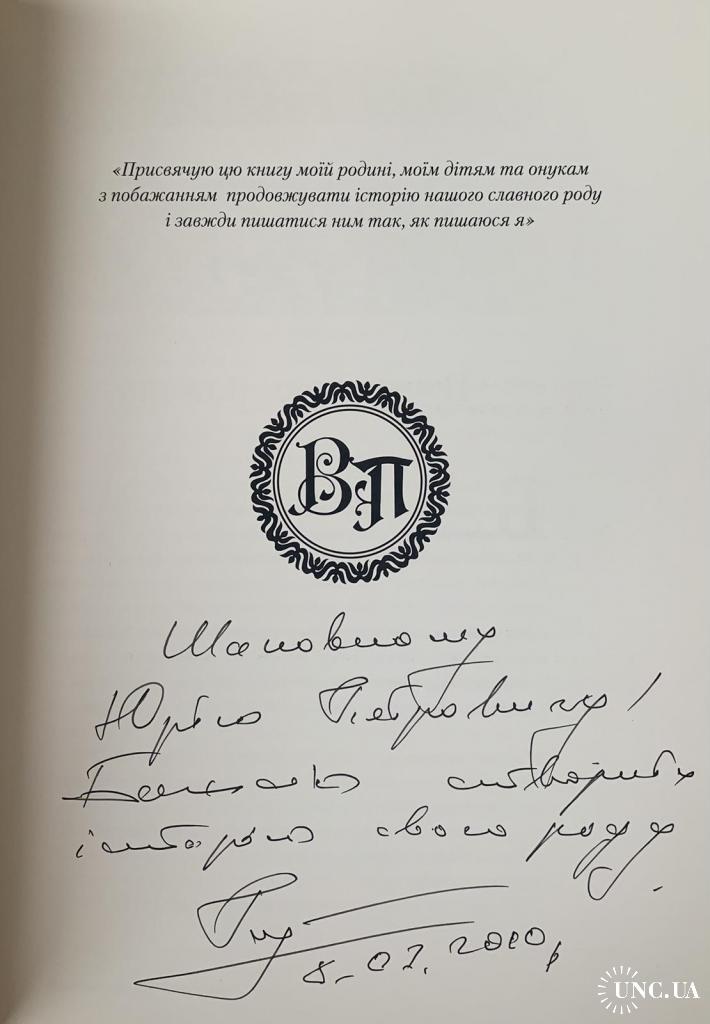 «Присвячую цю книгу моїй родині, моїм дітям та онукам
з побажанням продовжувати історію нашого славного роду
і завжди пишатися ним так, як пишаюся я»
ВП
Шановному
Юрію Петровичу!
Бажаю створити
історію свого роду.
8.07.2010р
UNC.UA